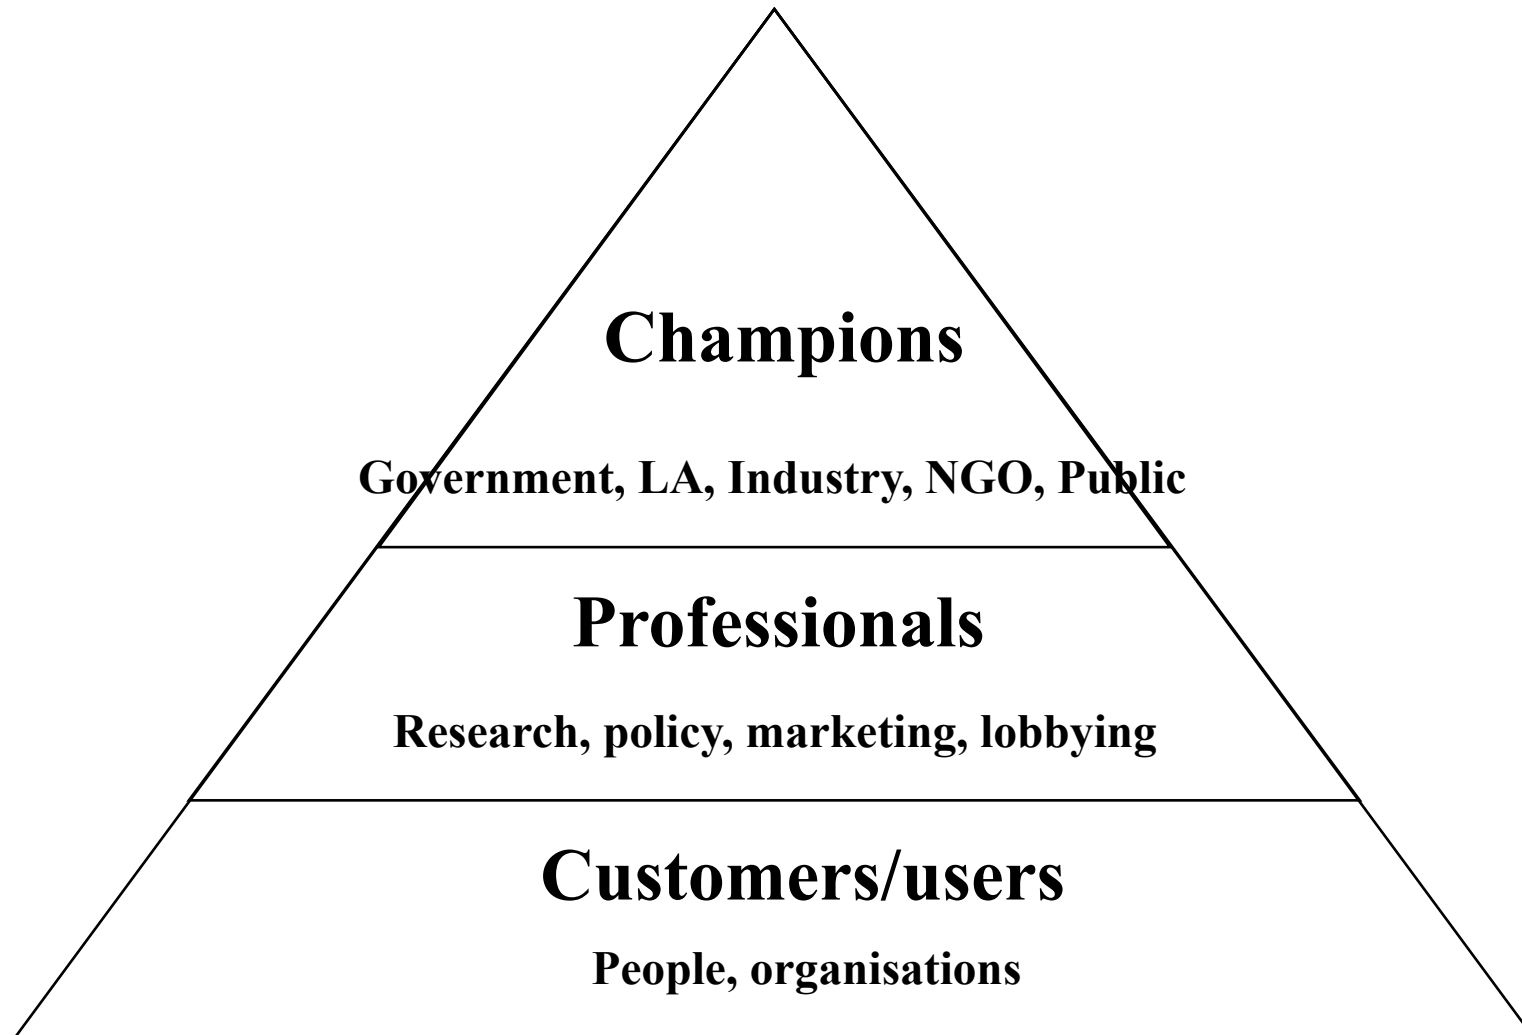 Champions
Government, LA, Industry, NGO, Public
Professionals
Research, policy, marketing, lobbying
Customers/users
People, organisations